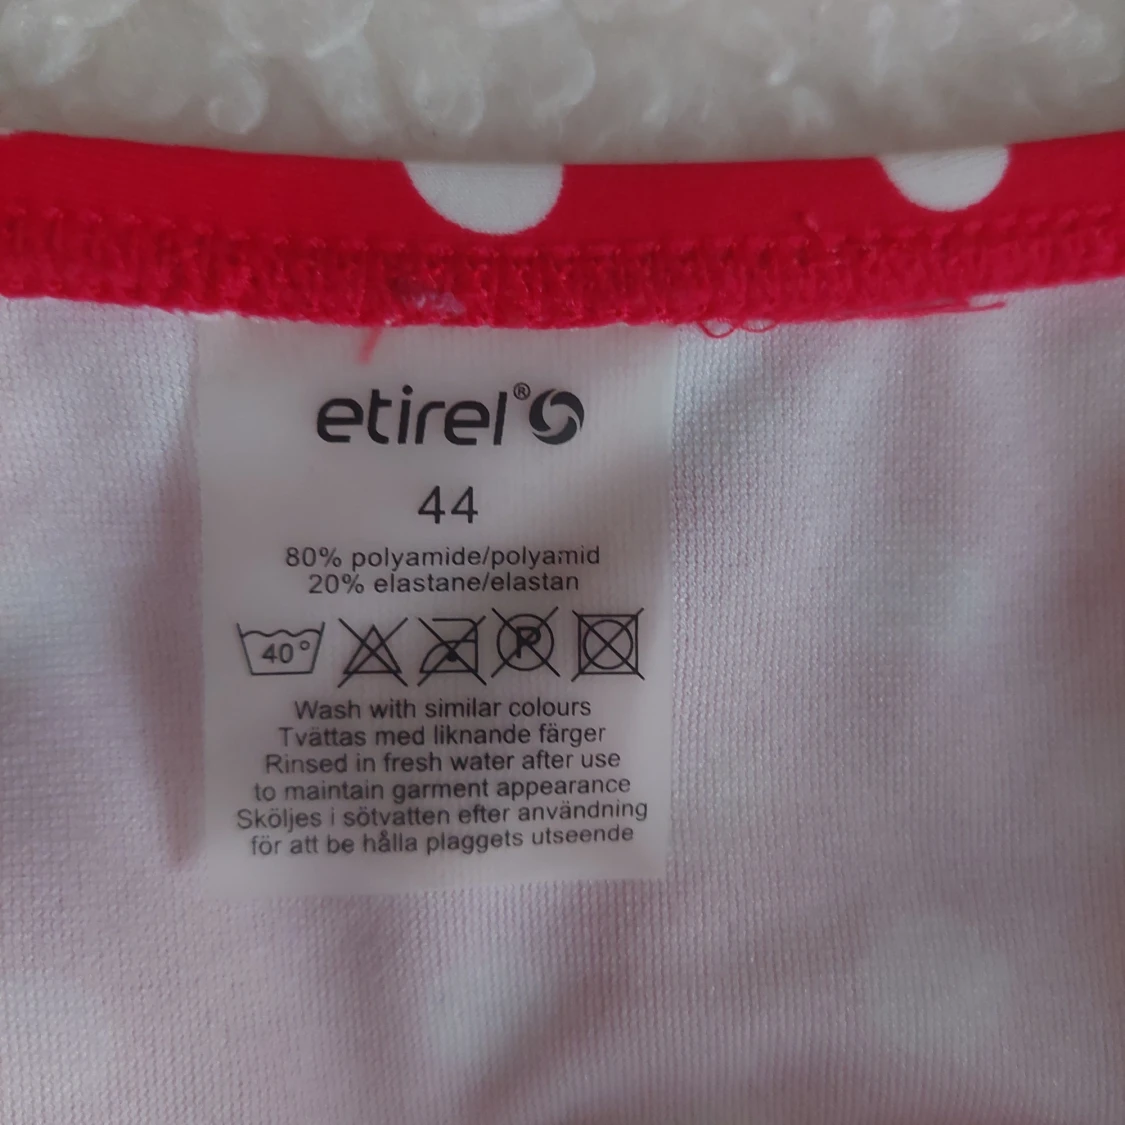 etirel®
44
80% polyamide/polyamid
20% elastane/elastan
40° P
Wash with similar colours
Tvättas med liknande färger
Rinsed in fresh water after use
to maintain garment appearance
Sköljes i sötvatten efter användning
för att be hålla plaggets utseende